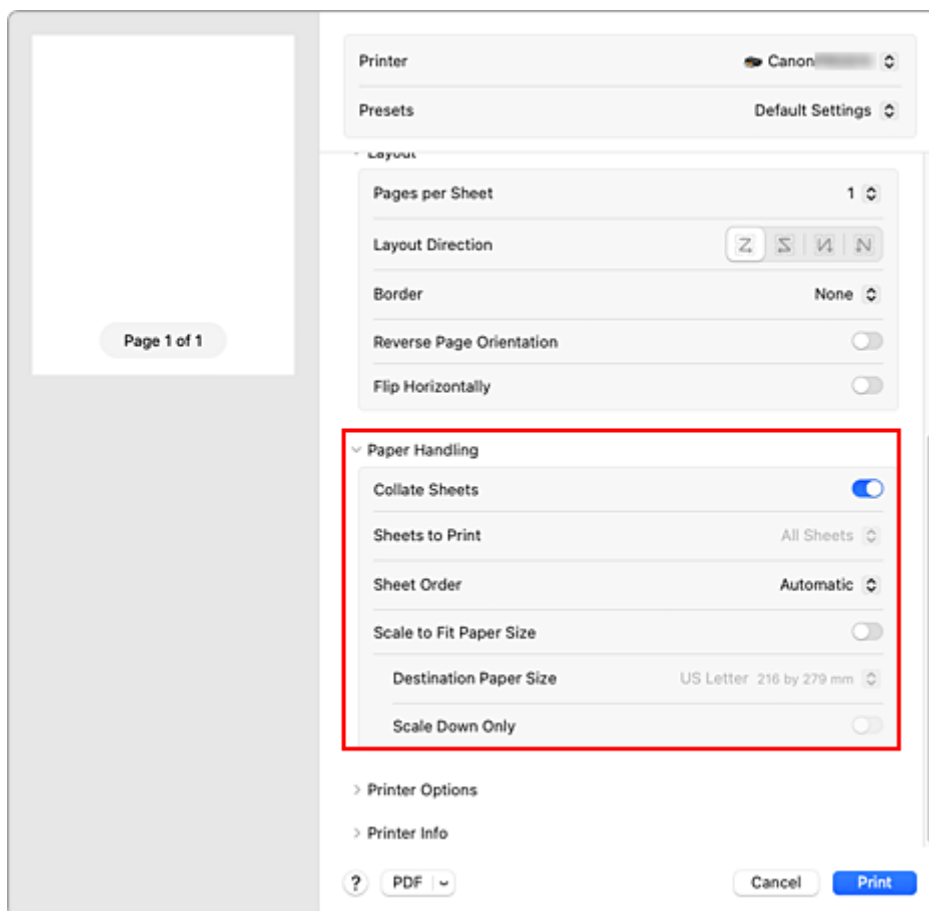 Printer Canon
Presets Default Settings
Layout
Pages per Sheet 1
Layout Direction
Border None
Reverse Page Orientation
Page 1 of 1
Flip Horizontally
Paper Handling
Collate Sheets
Sheets to Print All Sheets
Sheet Order Automatic
Scale to Fit Paper Size
Destination Paper Size US Letter 216 by 279 mm
Scale Down Only
Printer Options
Printer Info
? PDF Cancel Print